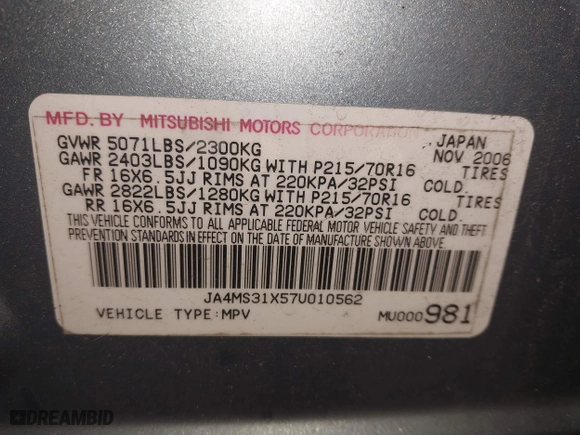 MFD. BY MITSUBISHI MOTORS CORPORATION
JAPAN
GVWR 5071LBS/2300KG NOV 2006
GAWR 2403LBS/1090KG WITH P215/70R16 TIRES
FR 16X6.5JJ RIMS AT 220KPA/32PSI COLD.
GAWR 2822LBS/1280KG WITH P215/70R16 TIRES
RR 16X6.5JJ RIMS AT 220KPA/32PSI COLD.
THIS VEHICLE CONFORMS TO ALL APPLICABLE FEDERAL MOTOR VEHICLE SAFETY AND THEFT
PREVENTION STANDARDS IN EFFECT ON THE DATE OF MANUFACTURE SHOWN ABOVE.
JA4MS31X57U010562
VEHICLE TYPE:MPV MU000981
DREAMBID